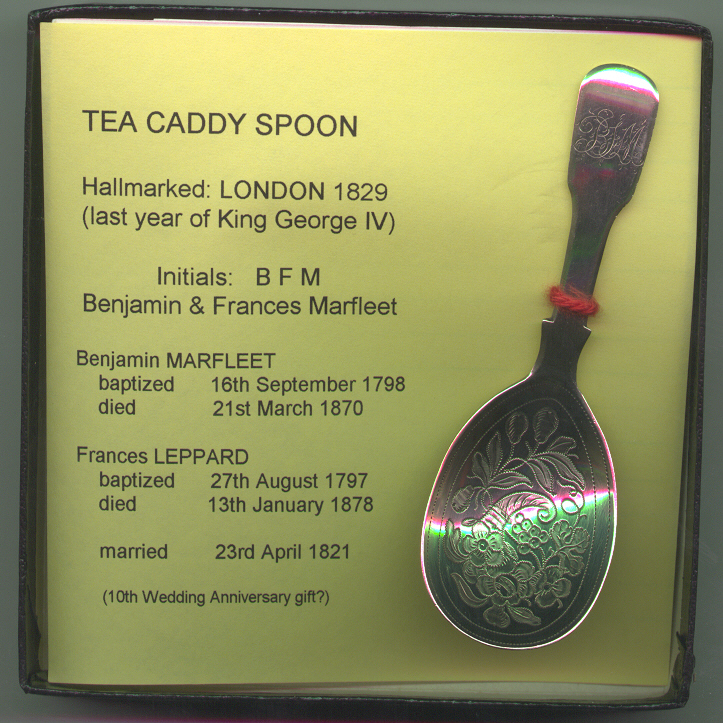 TEA CADDY SPOON
Hallmarked: LONDON 1829
(last year of King George IV)
Initials: B F M
Benjamin & Frances Marfleet
Benjamin MARFLEET
baptized 16th September 1798
died 21st March 1870
Frances LEPPARD
baptized 27th August 1797
died 13th January 1878
married 23rd April 1821
(10th Wedding Anniversary gift?)
BFM